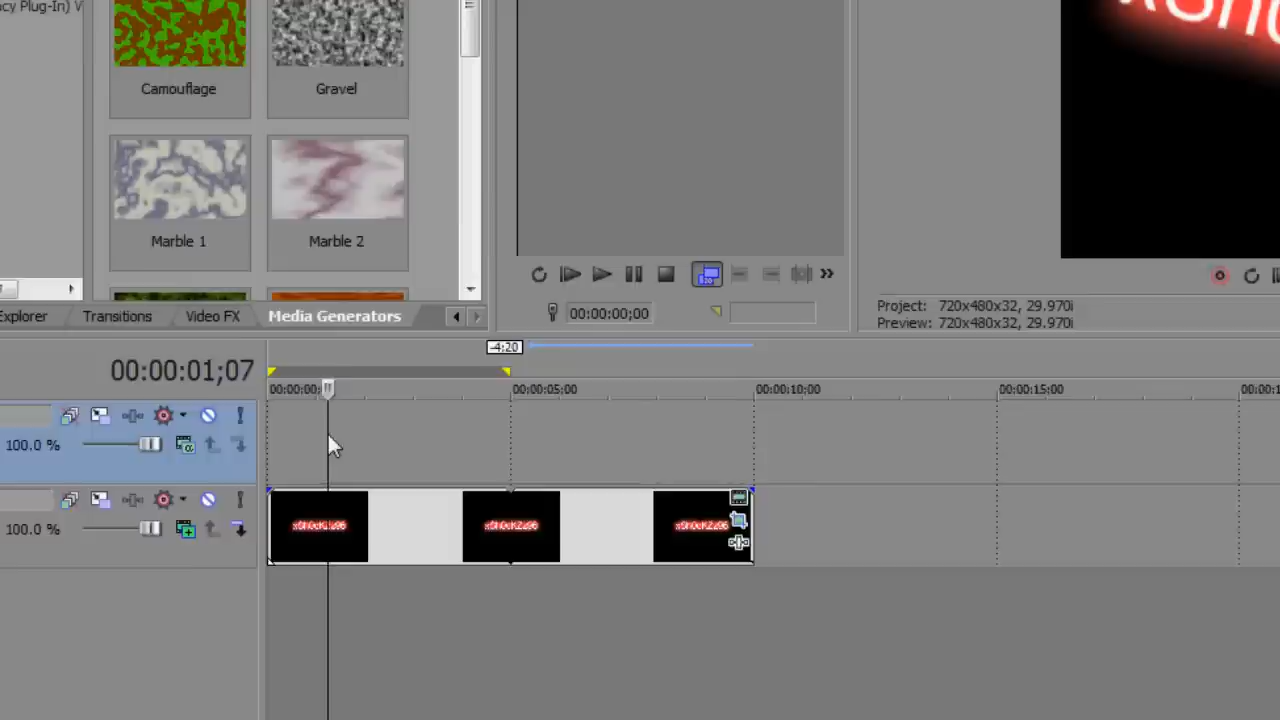 cy Plug-In) V
Camouflage
Gravel
Marble 1
Marble 2
Explorer
Transitions
Video FX
Media Generators
00:00:00;00
Project: 720x480x32, 29.970i
Preview: 720x480x32, 29.970i
-4:20
00:00:01;07
00:00:00;
00:00:05;00
00:00:10;00
00:00:15;00
00:00:1
100.0 %
100.0 %